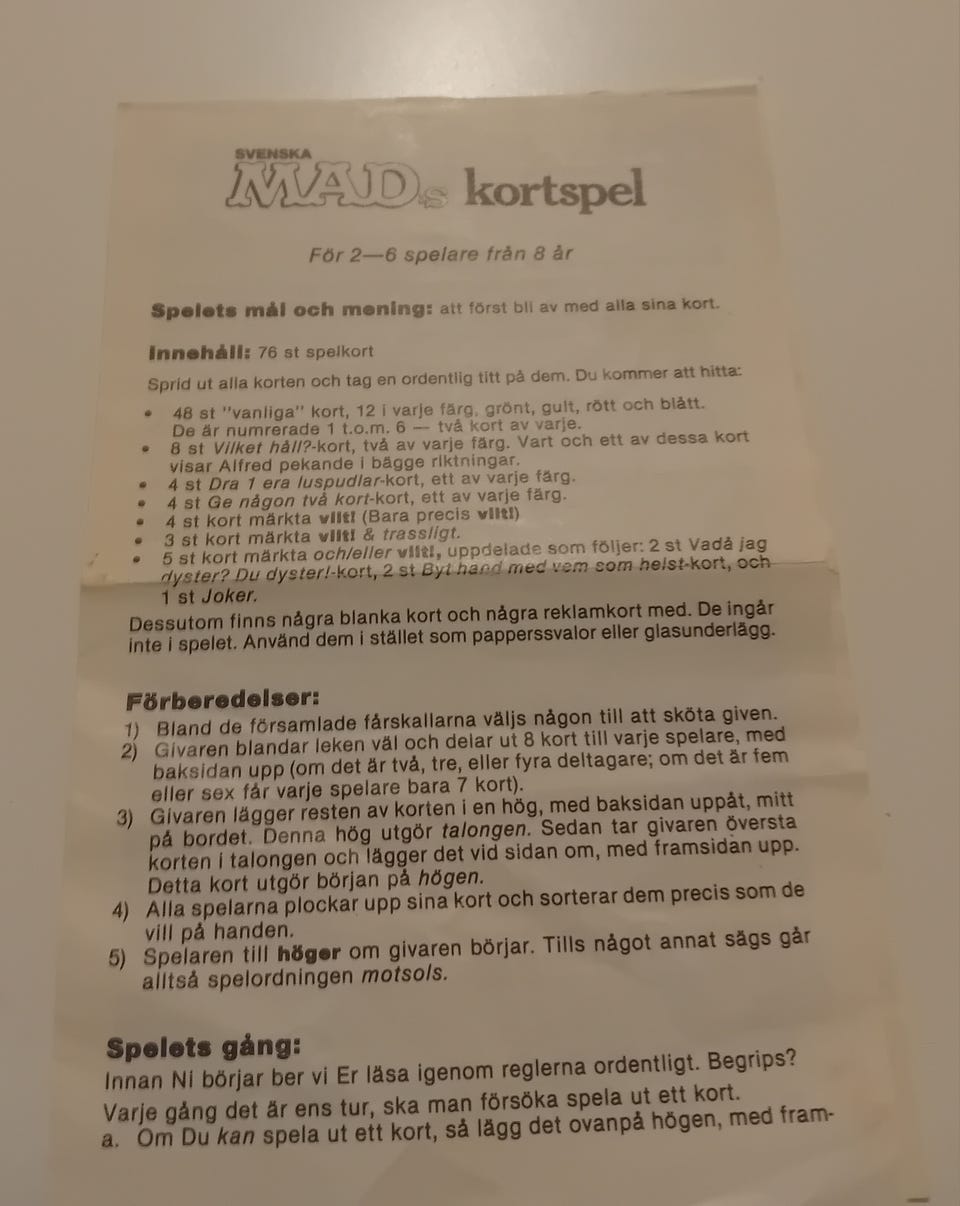 SVENSKA
MADs kortspel
För 2—6 spelare från 8 år
Spelets mål och mening: att först bli av med alla sina kort.
Innehåll: 76 st spelkort
Sprid ut alla korten och tag en ordentlig titt på dem. Du kommer att hitta:
• 48 st "vanliga" kort, 12 i varje färg, grönt, gult, rött och blått.
De är numrerade 1 t.o.m. 6 — två kort av varje.
• 8 st Vilket håll?-kort, två av varje färg. Vart och ett av dessa kort
visar Alfred pekande i bägge riktningar.
• 4 st Dra 1 era luspudlar-kort, ett av varje färg.
• 4 st Ge någon två kort-kort, ett av varje färg.
• 4 st kort märkta vilt! (Bara precis vilt!)
• 3 st kort märkta vilt! & trassligt.
• 5 st kort märkta och/eller vilt!, uppdelade som följer: 2 st Vadå jag
dyster? Du dyster!-kort, 2 st Byt hand med vem som helst-kort, och
1 st Joker.
Dessutom finns några blanka kort och några reklamkort med. De ingår
inte i spelet. Använd dem i stället som papperssvalor eller glasunderlägg.
Förberedelser:
1) Bland de församlade fårskallarna väljs någon till att sköta given.
2) Givaren blandar leken väl och delar ut 8 kort till varje spelare, med
baksidan upp (om det är två, tre, eller fyra deltagare; om det är fem
eller sex får varje spelare bara 7 kort).
3) Givaren lägger resten av korten i en hög, med baksidan uppåt, mitt
på bordet. Denna hög utgör talongen. Sedan tar givaren översta
korten i talongen och lägger det vid sidan om, med framsidan upp.
Detta kort utgör början på högen.
4) Alla spelarna plockar upp sina kort och sorterar dem precis som de
vill på handen.
5) Spelaren till höger om givaren börjar. Tills något annat sägs går
alltså spelordningen motsols.
Spelets gång:
Innan Ni börjar ber vi Er läsa igenom reglerna ordentligt. Begrips?
Varje gång det är ens tur, ska man försöka spela ut ett kort.
a. Om Du kan spela ut ett kort, så lägg det ovanpå högen, med fram-